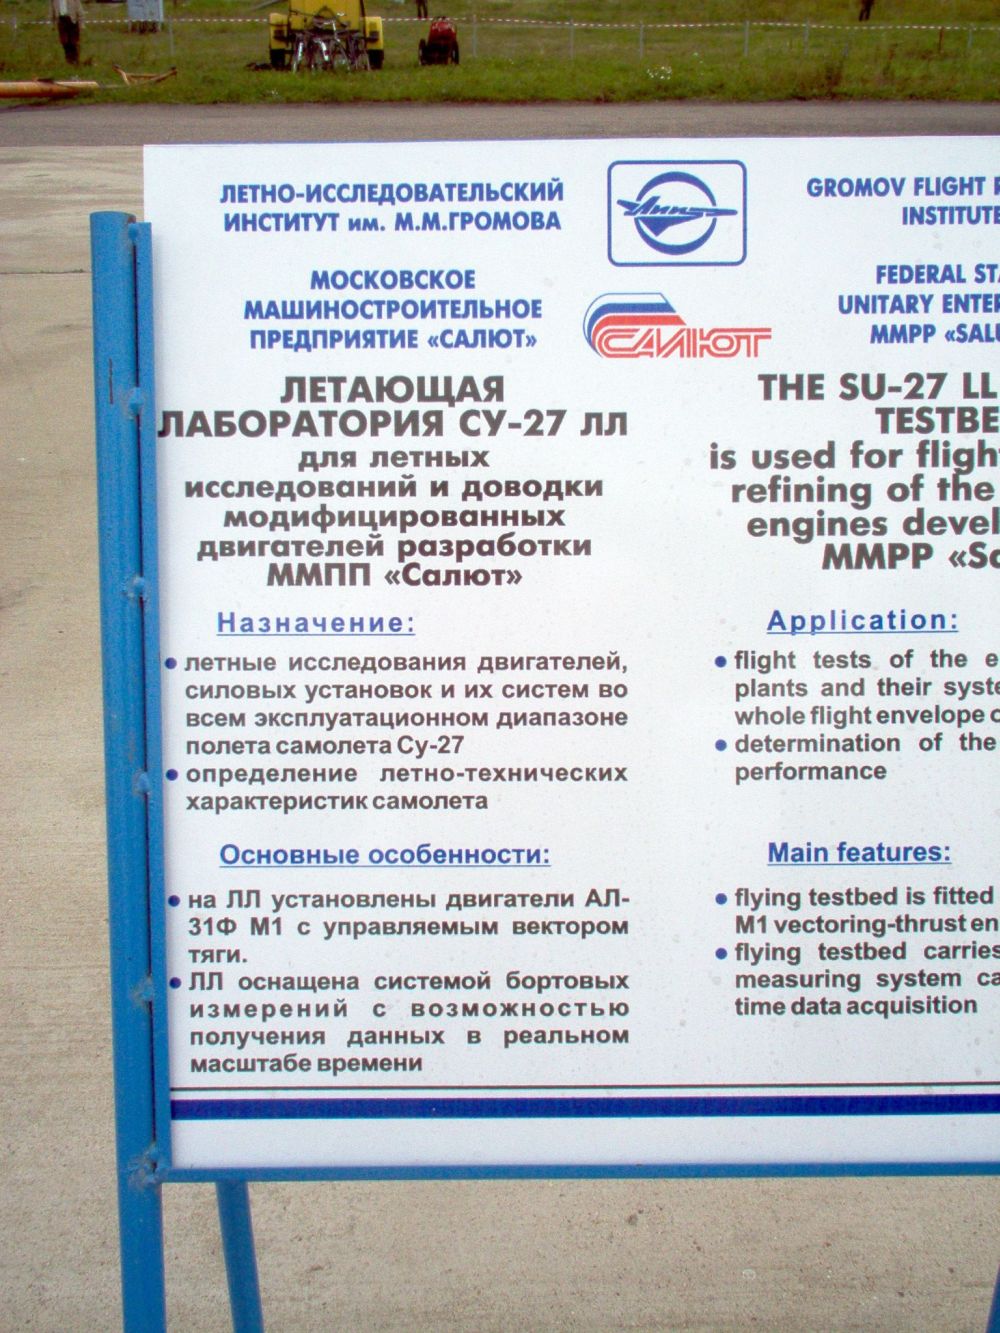 ЛЕТНО-ИССЛЕДОВАТЕЛЬСКИЙ
ИНСТИТУТ им. М.М.ГРОМОВА
МОСКОВСКОЕ
МАШИНОСТРОИТЕЛЬНОЕ
ПРЕДПРИЯТИЕ «САЛЮТ»
ЛЕТАЮЩАЯ
ЛАБОРАТОРИЯ СУ-27 ЛЛ
для летных
исследований и доводки
модифицированных
двигателей разработки
ММПП «Салют»
Назначение:
• летные исследования двигателей,
силовых установок и их систем во
всем эксплуатационном диапазоне
полета самолета Су-27
• определение летно-технических
характеристик самолета
Основные особенности:
• на ЛЛ установлены двигатели АЛ-
31Ф М1 с управляемым вектором
тяги.
• ЛЛ оснащена системой бортовых
измерений с возможностью
получения данных в реальном
масштабе времени
САЛЮТ
GROMOV FLIGHT
INSTITUTE
FEDERAL
UNITARY
MMPP
THE SU-27 LL
is used for
refining of the
engines
MMPP
Application:
• flight tests of the
plants and their
whole flight envelope
• determination of the
performance
Main features:
• flying testbed is fitted
M1 vectoring-thrust
• flying testbed carries
measuring system
time data acquisition